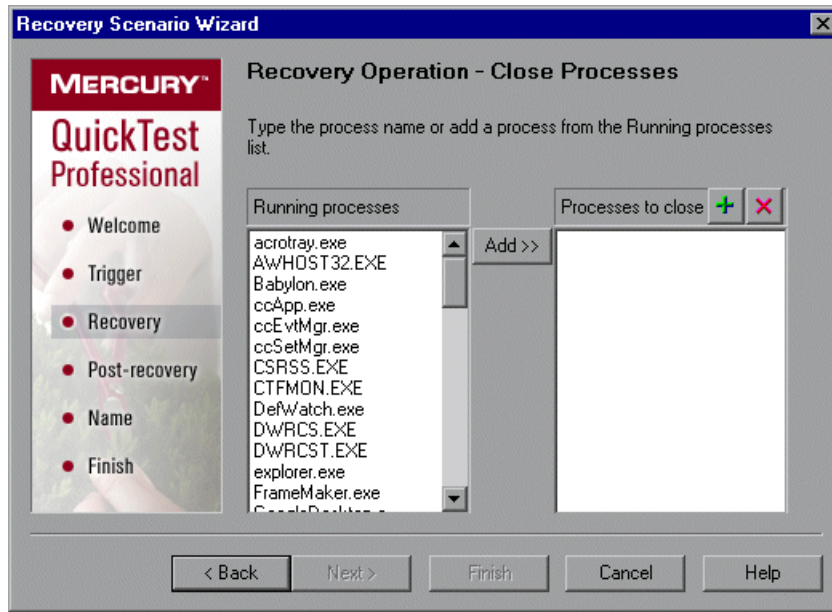 Recovery Scenario Wizard
MERCURY™
QuickTest
Professional
Welcome
Trigger
Recovery
Post-recovery
Name
Finish
Recovery Operation - Close Processes
Type the process name or add a process from the Running processes
list.
Running processes
acrotray.exe
AWHOST32.EXE
Babylon.exe
ccApp.exe
ccEvtMgr.exe
ccSetMgr.exe
CSRSS.EXE
CTFMON.EXE
DefWatch.exe
DWRCS.EXE
DWRCST.EXE
explorer.exe
FrameMaker.exe
Add >>
Processes to close
< Back
Next >
Finish
Cancel
Help